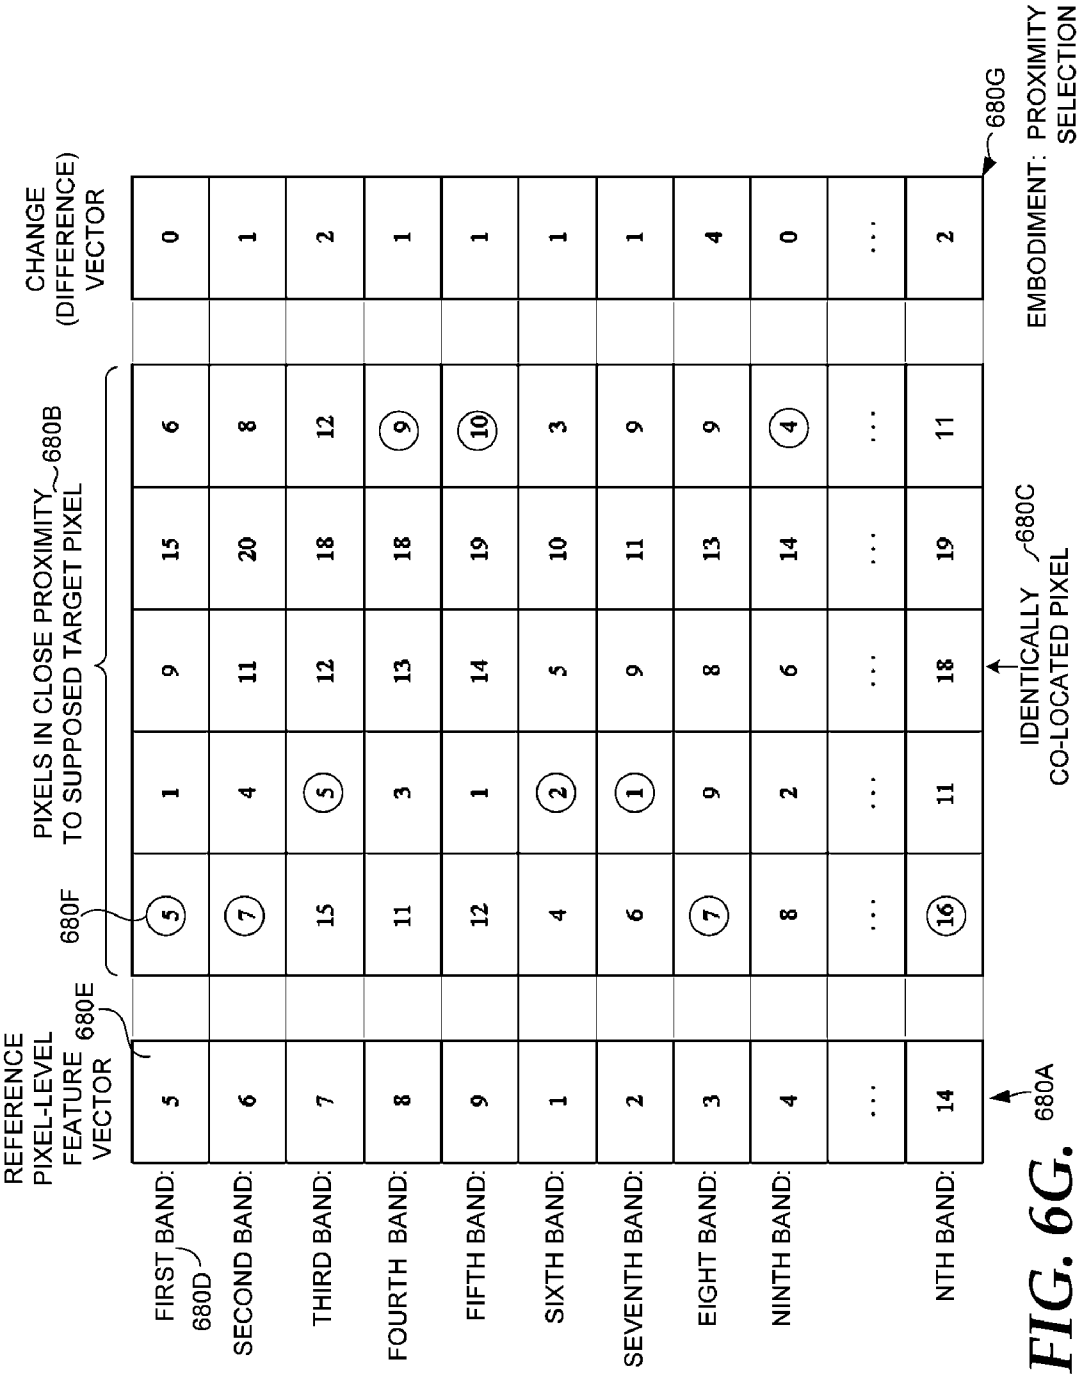 REFERENCE
PIXEL-LEVEL
FEATURE
VECTOR
680E
680F
PIXELS IN CLOSE PROXIMITY 680B
TO SUPPOSED TARGET PIXEL
CHANGE
(DIFFERENCE)
VECTOR
FIRST BAND: 5 5 1 9 15 6 0
680D
SECOND BAND: 6 7 4 11 20 8 1
THIRD BAND: 7 15 5 12 18 12 2
FOURTH BAND: 8 11 3 13 18 9 1
FIFTH BAND: 9 12 1 14 19 10 1
SIXTH BAND: 1 4 2 5 10 3 1
SEVENTH BAND: 2 6 1 9 11 9 1
EIGHT BAND: 3 7 9 8 13 9 4
NINTH BAND: 4 8 2 6 14 4 0
... ... ... ... ... ... ...
NTH BAND: 14 16 11 18 19 11 2
680A
IDENTICALLY 680C
CO-LOCATED PIXEL
680G
EMBODIMENT: PROXIMITY
SELECTION
FIG. 6G.